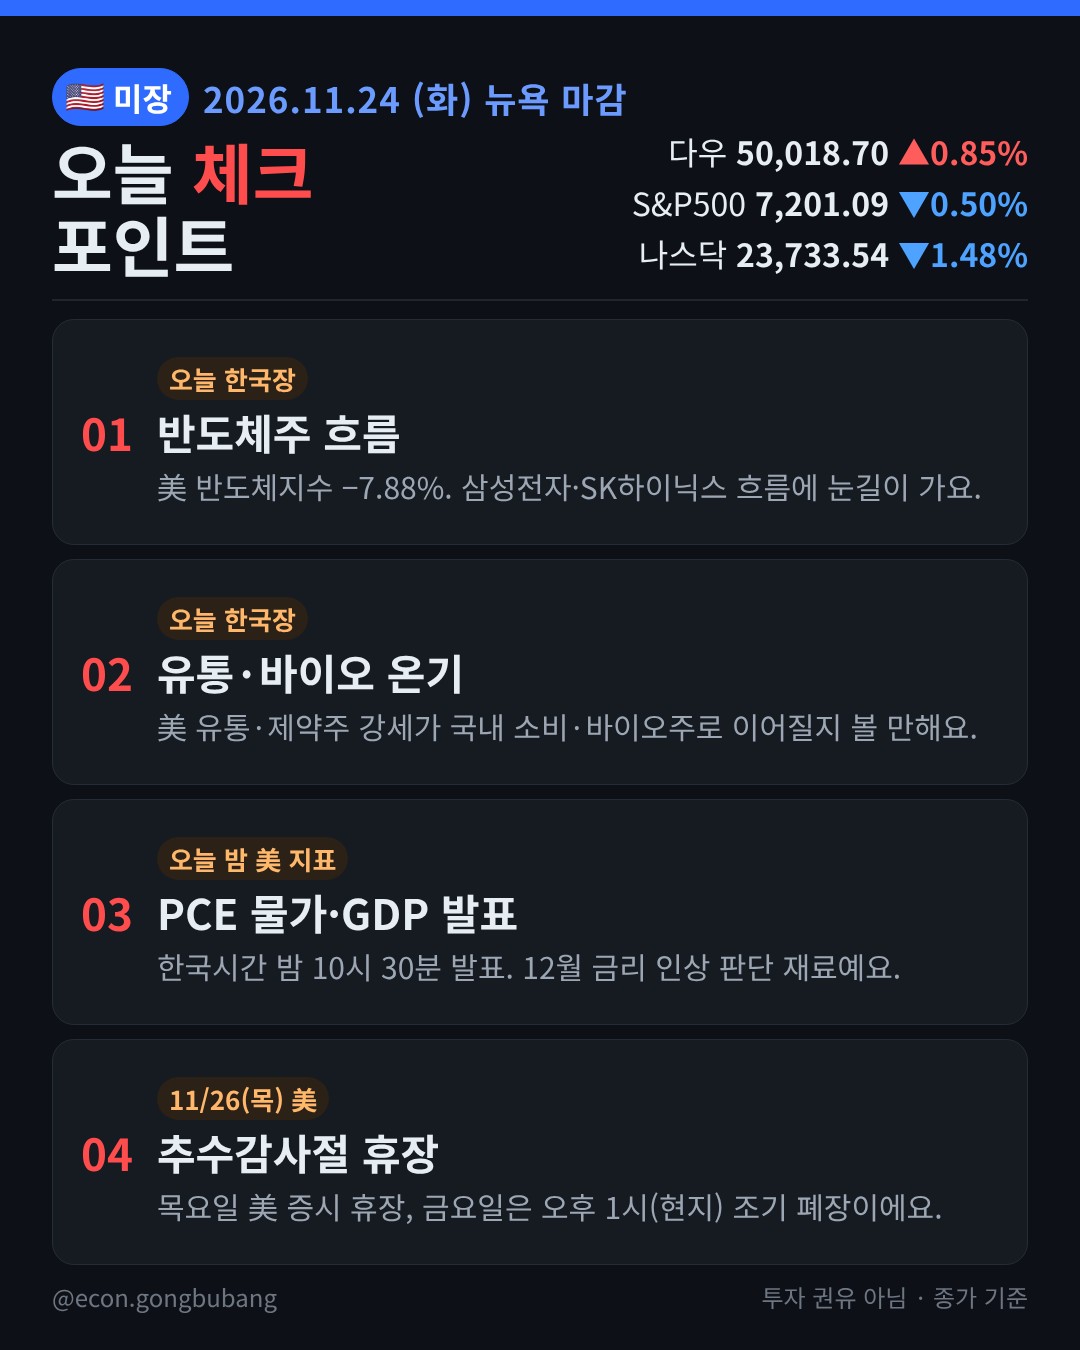 🇺🇸 미장 2026.11.24 (화) 뉴욕 마감
오늘 체크
포인트
다우 50,018.70 ▲0.85%
S&P500 7,201.09 ▼0.50%
나스닥 23,733.54 ▼1.48%
오늘 한국장
01 반도체주 흐름
美 반도체지수 −7.88%. 삼성전자·SK하이닉스 흐름에 눈길이 가요.
오늘 한국장
02 유통·바이오 온기
美 유통·제약주 강세가 국내 소비·바이오주로 이어질지 볼 만해요.
오늘 밤 美 지표
03 PCE 물가·GDP 발표
한국시간 밤 10시 30분 발표. 12월 금리 인상 판단 재료예요.
11/26(목) 美
04 추수감사절 휴장
목요일 美 증시 휴장, 금요일은 오후 1시(현지) 조기 폐장이에요.
@econ.gongbubang
투자 권유 아님 · 종가 기준